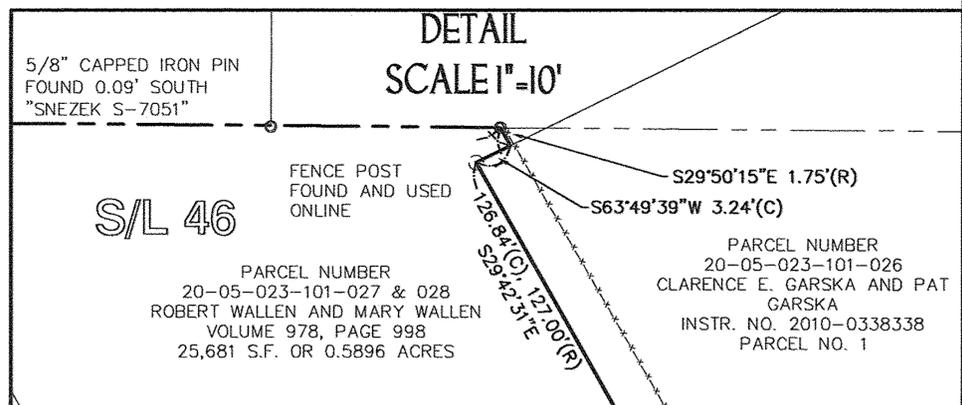 DETAIL
SCALE 1"=10'
5/8" CAPPED IRON PIN
FOUND 0.09' SOUTH
"SNEZEK S-7051"
FENCE POST
FOUND AND USED
ONLINE
S29°50'15"E 1.75'(R)
S63°49'39"W 3.24'(C)
S/L 46
126.84'(C), 127.00'(R)
S29°42'31"E
PARCEL NUMBER
20-05-023-101-027 & 028
ROBERT WALLEN AND MARY WALLEN
VOLUME 978, PAGE 998
25,681 S.F. OR 0.5896 ACRES
PARCEL NUMBER
20-05-023-101-026
CLARENCE E. GARSKA AND PAT
GARSKA
INSTR. NO. 2010-0338338
PARCEL NO. 1